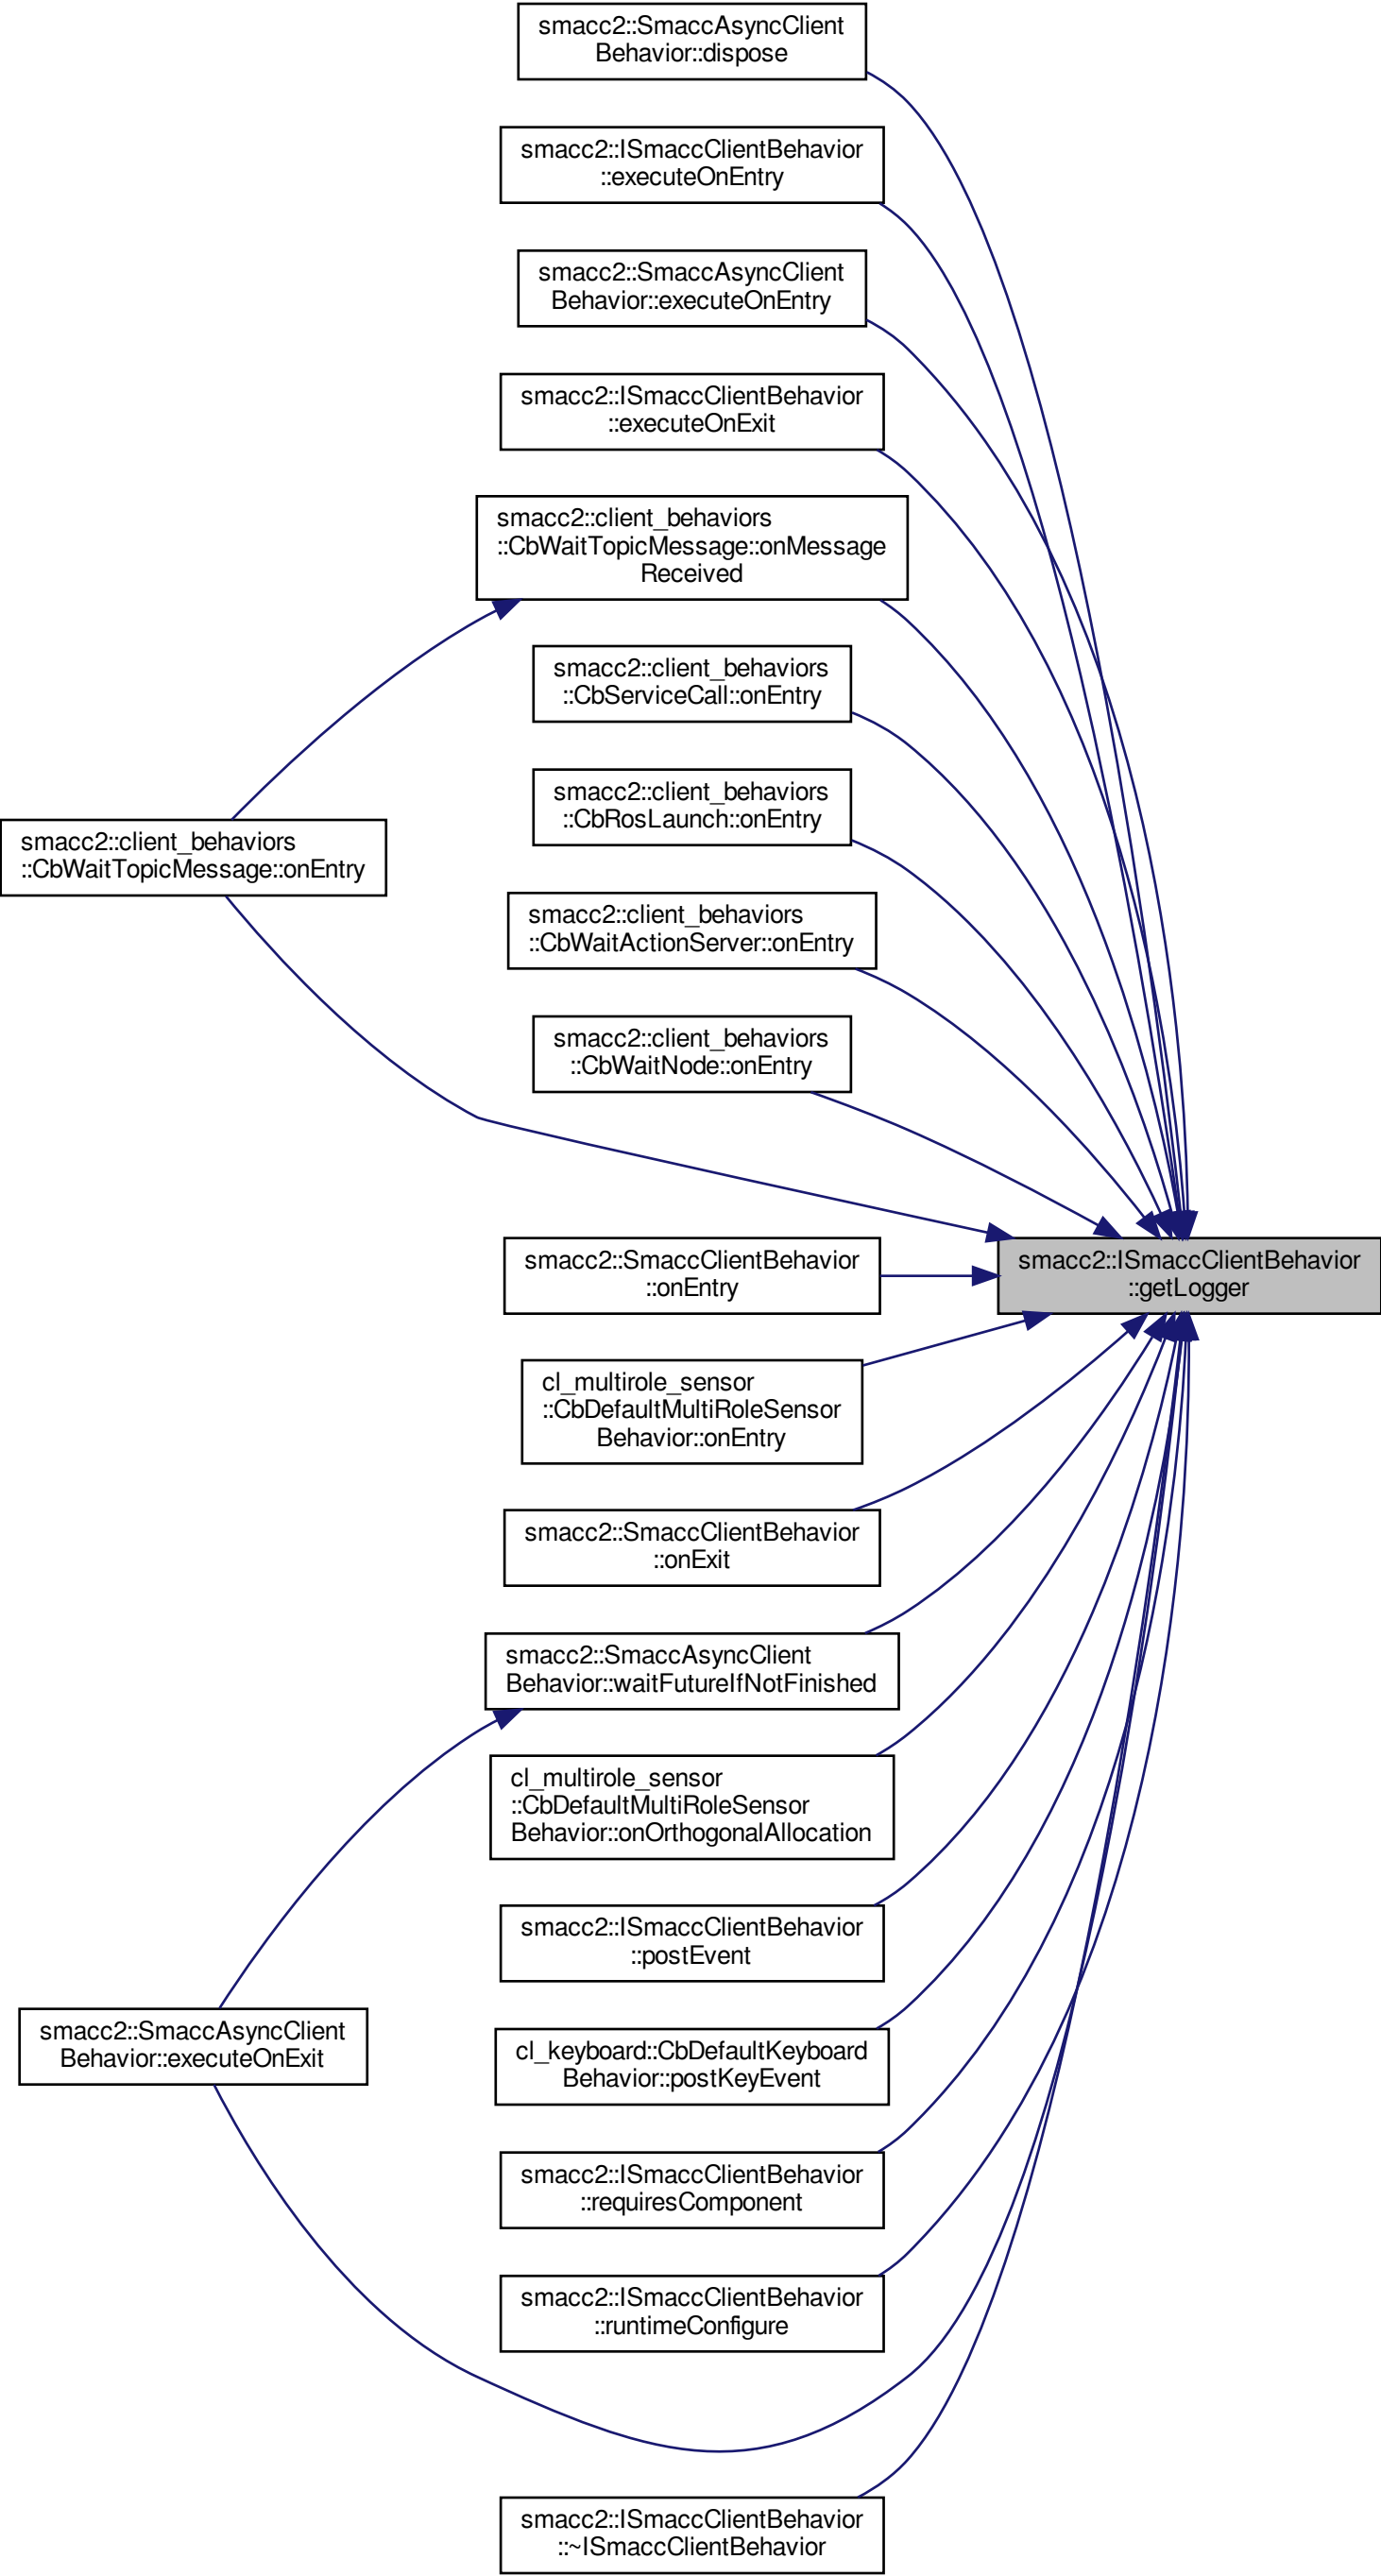 smacc2::SmaccAsyncClient
Behavior::dispose
smacc2::ISmaccClientBehavior
::executeOnEntry
smacc2::SmaccAsyncClient
Behavior::executeOnEntry
smacc2::ISmaccClientBehavior
::executeOnExit
smacc2::client_behaviors
::CbWaitTopicMessage::onMessage
Received
smacc2::client_behaviors
::CbServiceCall::onEntry
smacc2::client_behaviors
::CbRosLaunch::onEntry
smacc2::client_behaviors
::CbWaitTopicMessage::onEntry
smacc2::client_behaviors
::CbWaitActionServer::onEntry
smacc2::client_behaviors
::CbWaitNode::onEntry
smacc2::SmaccClientBehavior
::onEntry
smacc2::ISmaccClientBehavior
::getLogger
cl_multirole_sensor
::CbDefaultMultiRoleSensor
Behavior::onEntry
smacc2::SmaccClientBehavior
::onExit
smacc2::SmaccAsyncClient
Behavior::waitFutureIfNotFinished
cl_multirole_sensor
::CbDefaultMultiRoleSensor
Behavior::onOrthogonalAllocation
smacc2::ISmaccClientBehavior
::postEvent
smacc2::SmaccAsyncClient
Behavior::executeOnExit
cl_keyboard::CbDefaultKeyboard
Behavior::postKeyEvent
smacc2::ISmaccClientBehavior
::requiresComponent
smacc2::ISmaccClientBehavior
::runtimeConfigure
smacc2::ISmaccClientBehavior
::~ISmaccClientBehavior